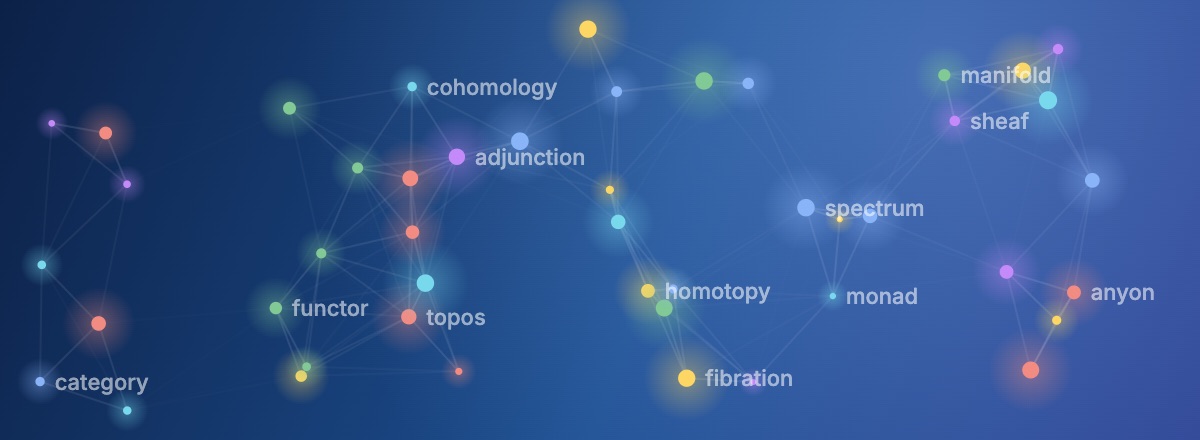 manifold
cohomology
sheaf
adjunction
spectrum
homotopy
anyon
monad
functor
topos
fibration
category